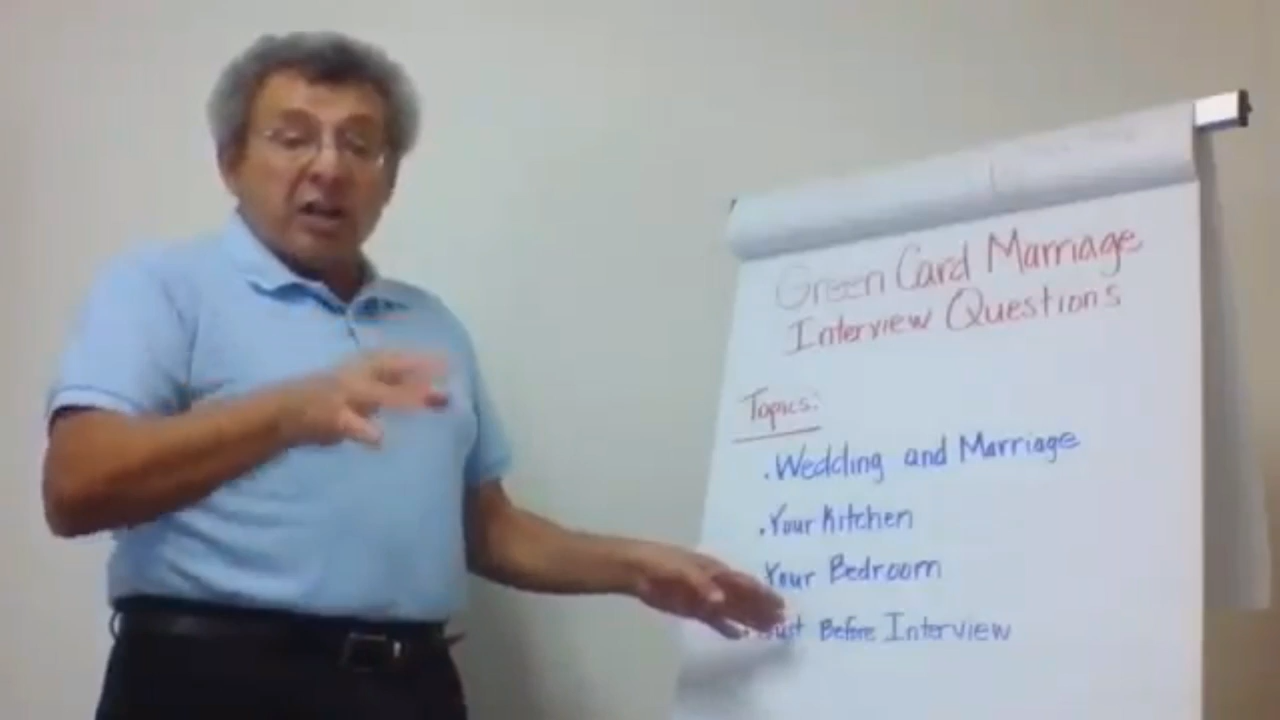 Green Card Marriage
Interview Questions
Topics:
. Wedding and Marriage
. Your Kitchen
Your Bedroom
Before Interview